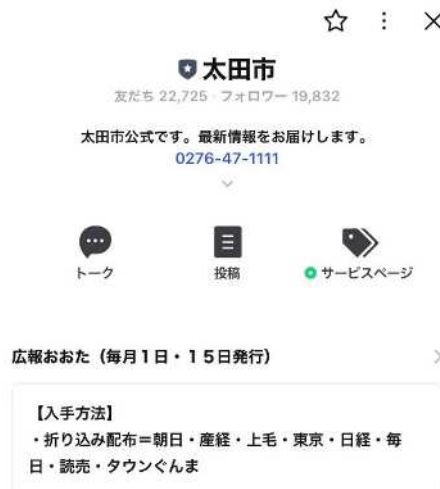 太田市
友だち 22,725 フォロワー 19,832
太田市公式です。最新情報をお届けします。
0276-47-1111
トーク
投稿
サービスページ
広報おおた（毎月1日・15日発行）
【入手方法】
・折り込み配布＝朝日・産経・上毛・東京・日経・毎
日・読売・タウンぐんま